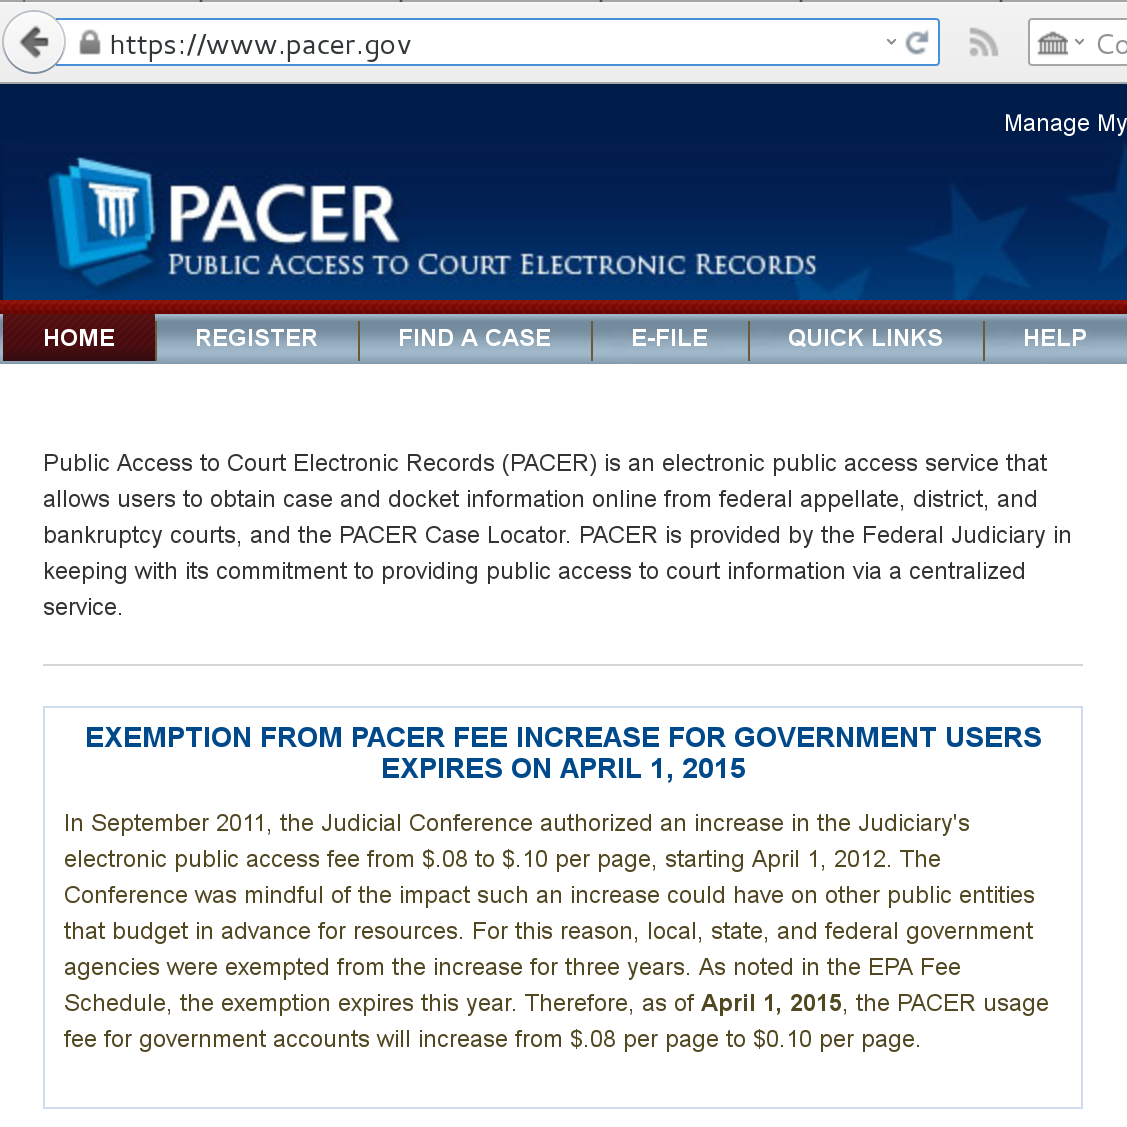 https://www.pacer.gov
Co
Manage My
PACER
PUBLIC ACCESS TO COURT ELECTRONIC RECORDS
HOME
REGISTER
FIND A CASE
E-FILE
QUICK LINKS
HELP
Public Access to Court Electronic Records (PACER) is an electronic public access service that
allows users to obtain case and docket information online from federal appellate, district, and
bankruptcy courts, and the PACER Case Locator. PACER is provided by the Federal Judiciary in
keeping with its commitment to providing public access to court information via a centralized
service.
EXEMPTION FROM PACER FEE INCREASE FOR GOVERNMENT USERS
EXPIRES ON APRIL 1, 2015
In September 2011, the Judicial Conference authorized an increase in the Judiciary's
electronic public access fee from $.08 to $.10 per page, starting April 1, 2012. The
Conference was mindful of the impact such an increase could have on other public entities
that budget in advance for resources. For this reason, local, state, and federal government
agencies were exempted from the increase for three years. As noted in the EPA Fee
Schedule, the exemption expires this year. Therefore, as of April 1, 2015, the PACER usage
fee for government accounts will increase from $.08 per page to $0.10 per page.